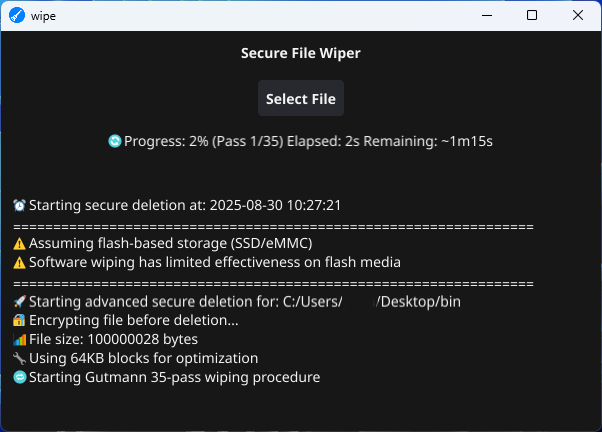 wipe
Secure File Wiper
Select File
Progress: 2% (Pass 1/35) Elapsed: 2s Remaining: ~1m15s
Starting secure deletion at: 2025-08-30 10:27:21
=================================================================
Assuming flash-based storage (SSD/eMMC)
Software wiping has limited effectiveness on flash media
=================================================================
Starting advanced secure deletion for: C:/Users/ /Desktop/bin
Encrypting file before deletion...
File size: 100000028 bytes
Using 64KB blocks for optimization
Starting Gutmann 35-pass wiping procedure